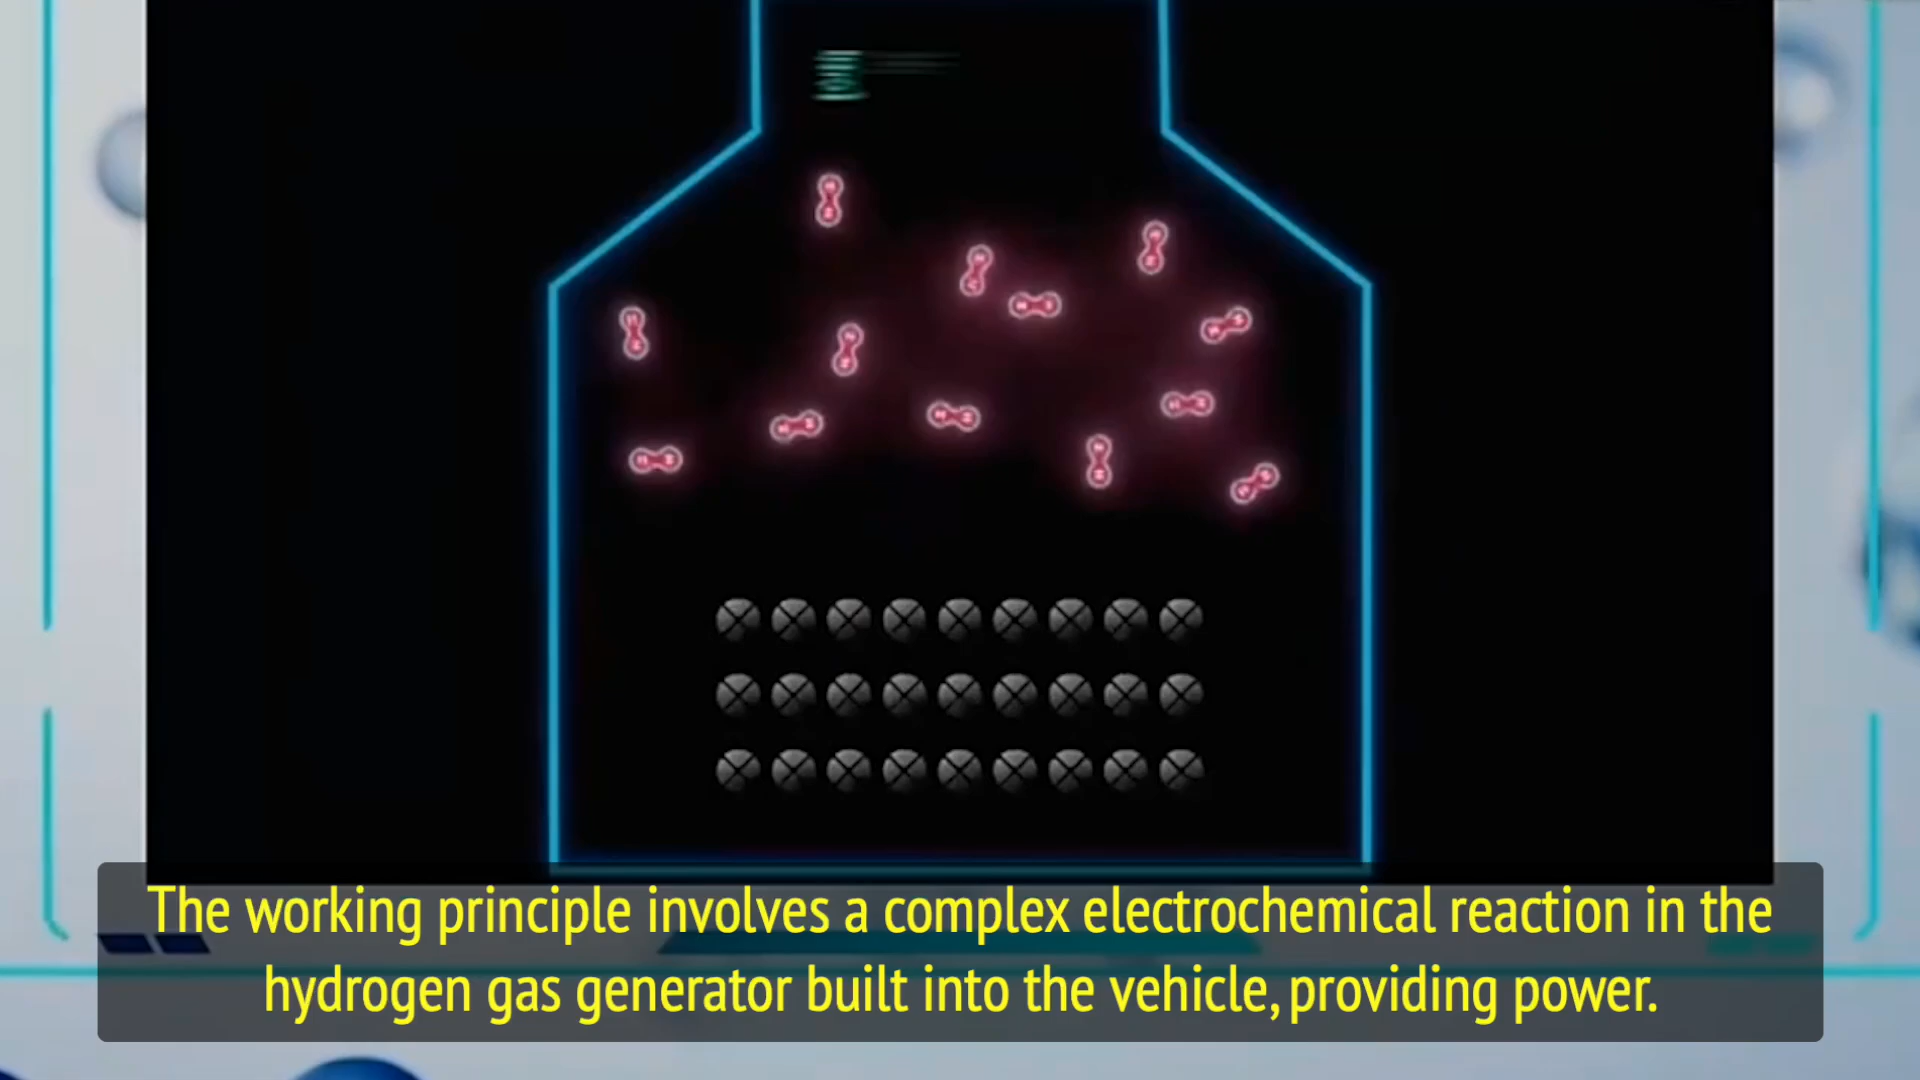 The working principle involves a complex electrochemical reaction in the
hydrogen gas generator built into the vehicle, providing power.